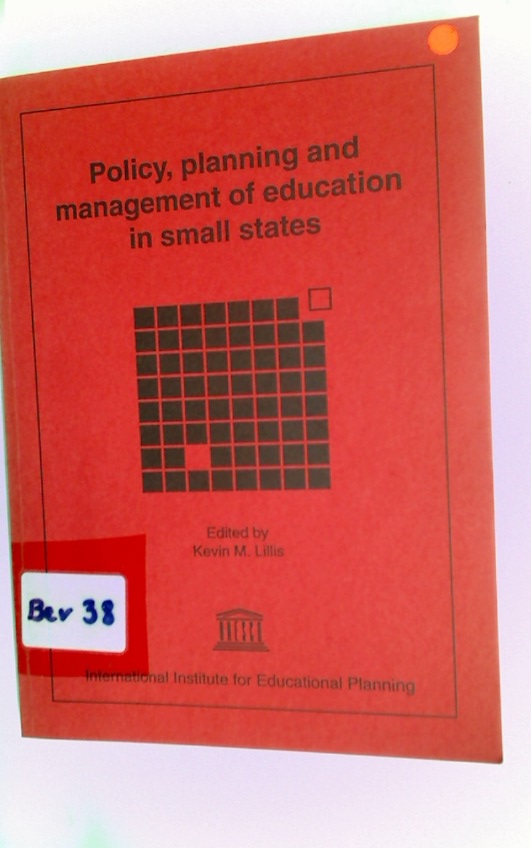 Policy, planning and
management of education
in small states
Edited by
Kevin M. Lillis
Bev 38
International Institute for Educational Planning